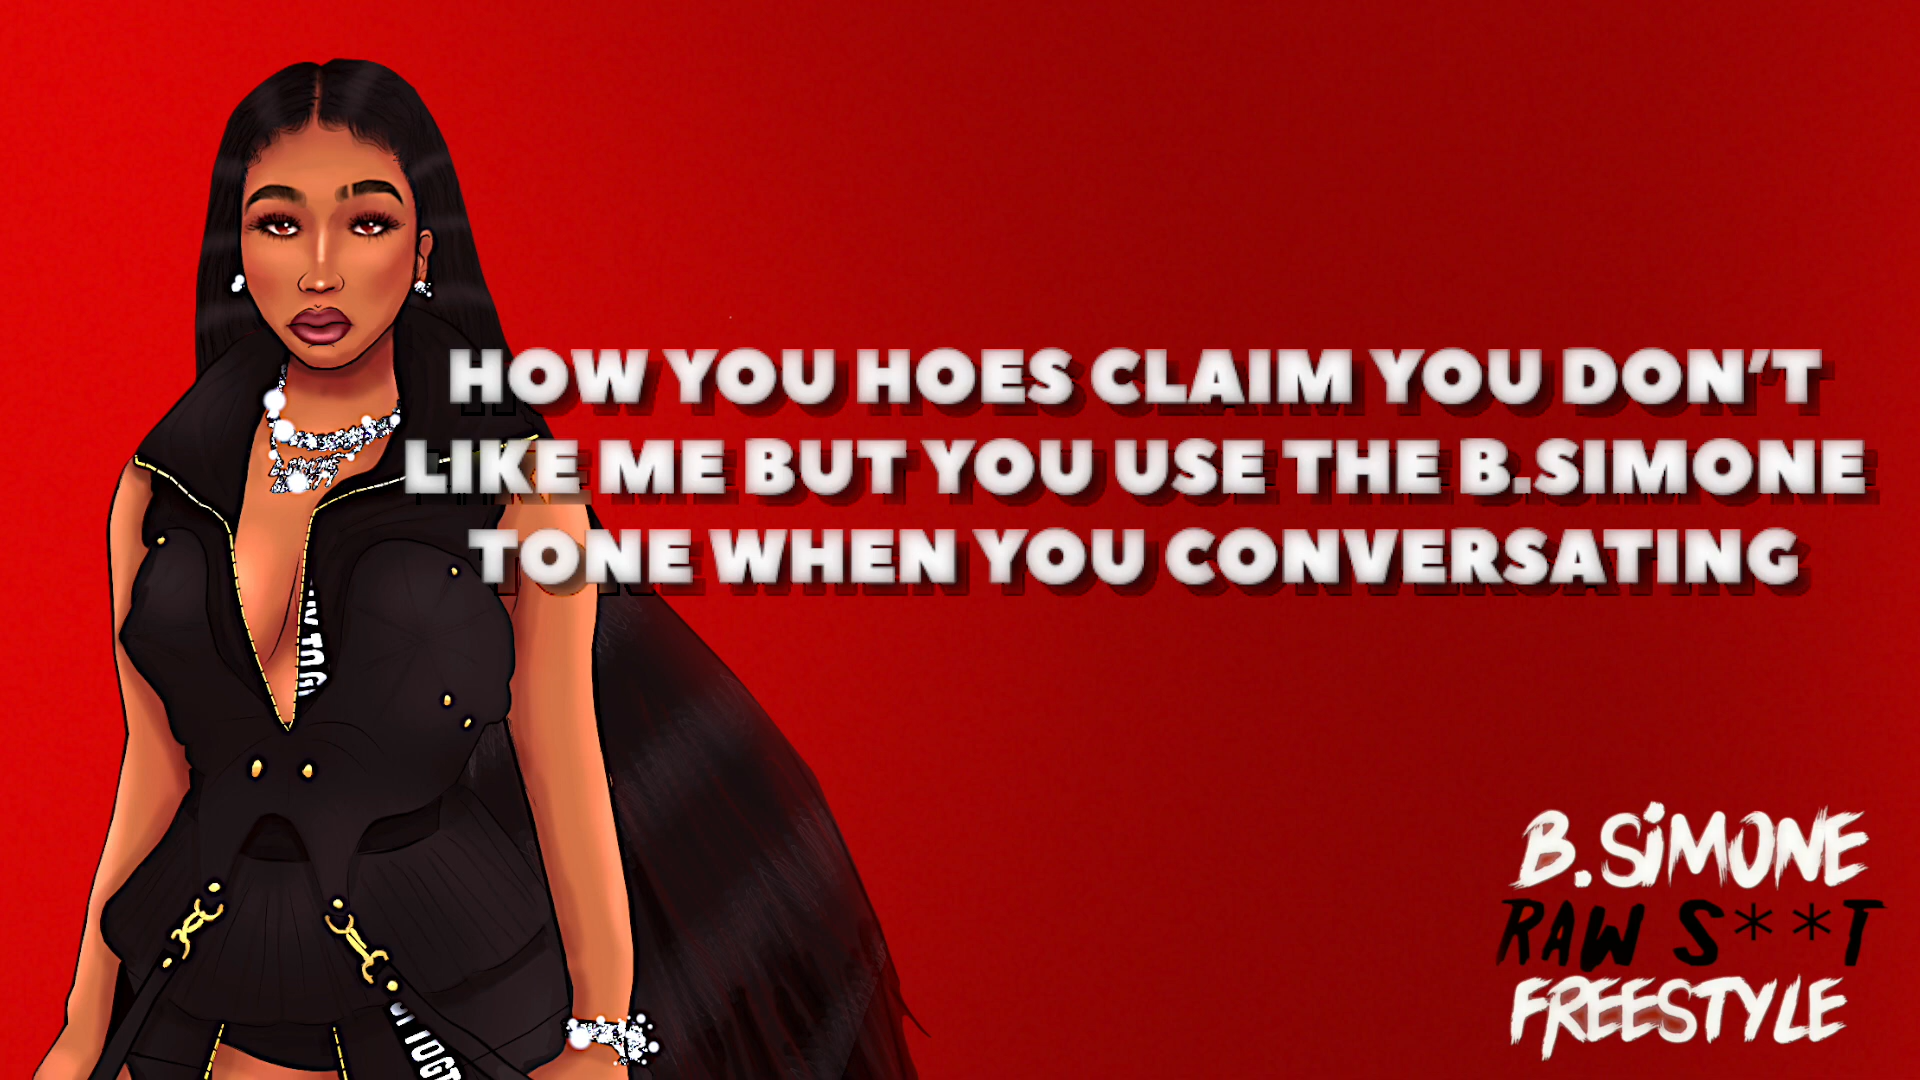 HOW YOU HOES CLAIM YOU DON'T
LIKE ME BUT YOU USE THE B.SIMONE
TONE WHEN YOU CONVERSATING
B.SIMONE
RAW S**T
FREESTYLE